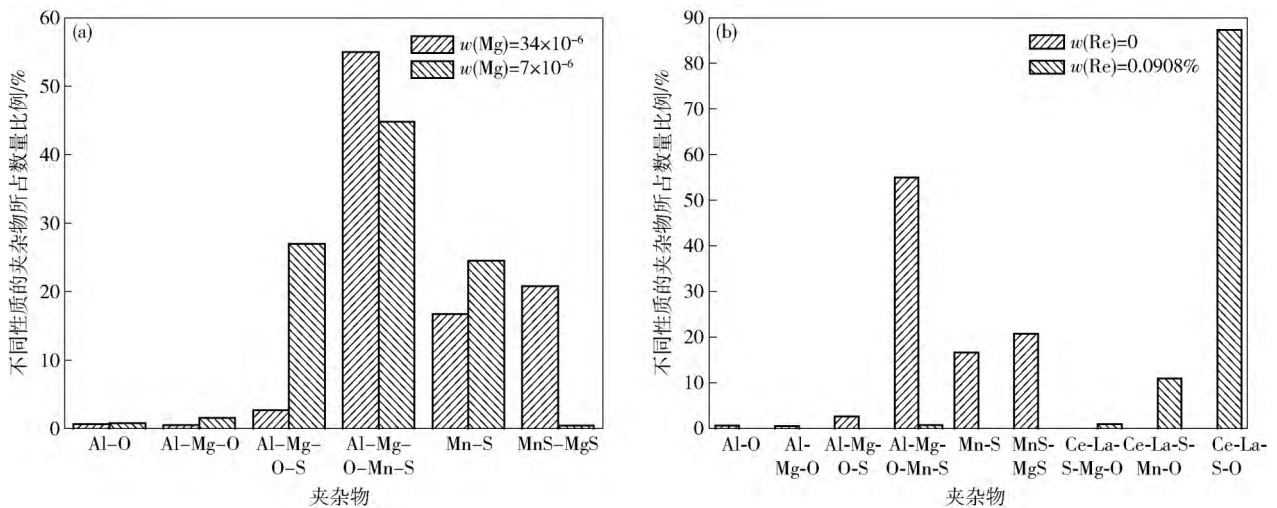 (a)
w(Mg)=34×10⁻⁶
w(Mg)=7×10⁻⁶
不同性质的夹杂物所占数量比例/%
60
50
40
30
20
10
0
Al–O
Al–Mg–O
Al–Mg–
O–S
Al–Mg–
O–Mn–S
Mn–S
MnS–MgS
夹杂物
(b)
w(Re)=0
w(Re)=0.0908%
不同性质的夹杂物所占数量比例/%
90
80
70
60
50
40
30
20
10
0
Al-O
Al-
Mg-O
Al-Mg-
O-S
Al-Mg-
O-Mn-S
Mn-S
MnS-
MgS
Ce-La-
S-Mg-O
Ce-La-S-
Mn-O
Ce-La-
S-O
夹杂物